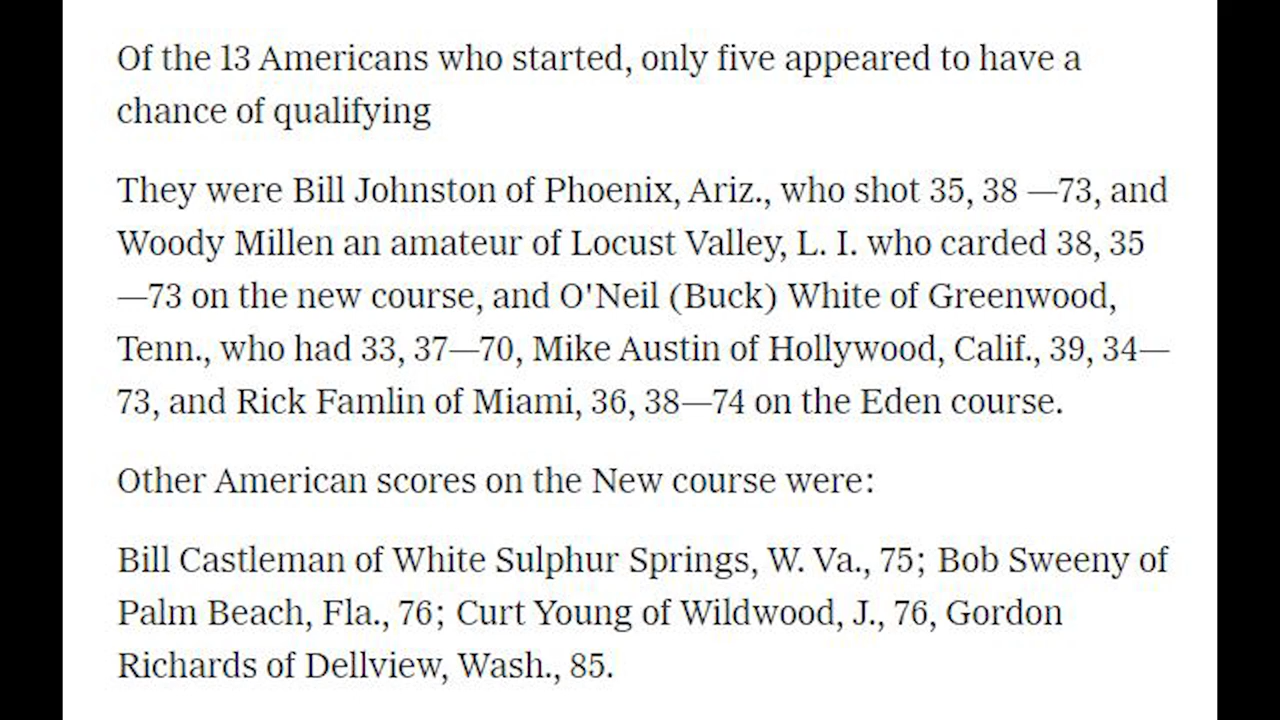 Of the 13 Americans who started, only five appeared to have a
chance of qualifying
They were Bill Johnston of Phoenix, Ariz., who shot 35, 38 —73, and
Woody Millen an amateur of Locust Valley, L. I. who carded 38, 35
—73 on the new course, and O'Neil (Buck) White of Greenwood,
Tenn., who had 33, 37—70, Mike Austin of Hollywood, Calif., 39, 34—
73, and Rick Famlin of Miami, 36, 38—74 on the Eden course.
Other American scores on the New course were:
Bill Castleman of White Sulphur Springs, W. Va., 75; Bob Sweeny of
Palm Beach, Fla., 76; Curt Young of Wildwood, J., 76, Gordon
Richards of Dellview, Wash., 85.